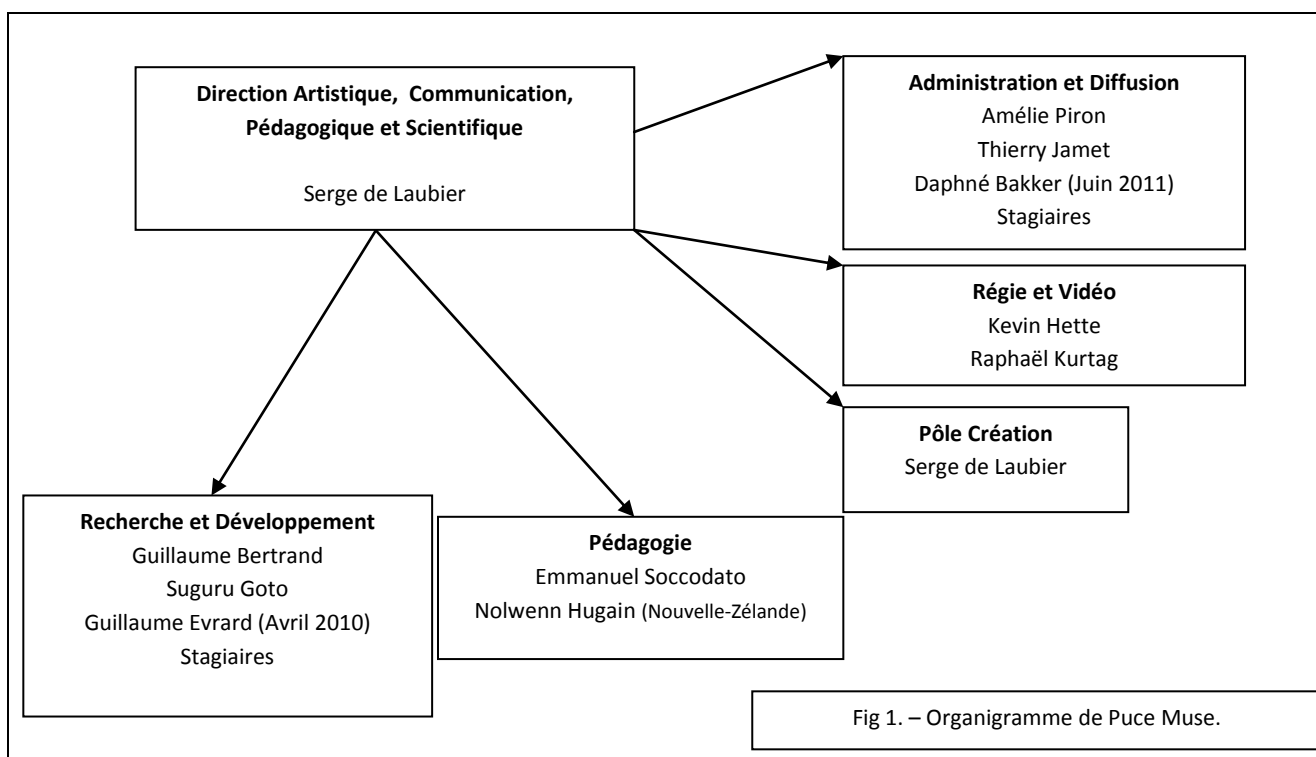 Direction Artistique,  Communication,
Pédagogique et Scientifique
Serge de Laubier
Administration et Diffusion
Amélie Piron
Thierry Jamet
Daphné Bakker (Juin 2011)
Stagiaires
Régie et Vidéo
Kevin Hette
Raphaël Kurtag
Pôle Création
Serge de Laubier
Recherche et Développement
Guillaume Bertrand
Suguru Goto
Guillaume Evrard (Avril 2010)
Stagiaires
Pédagogie
Emmanuel Soccodato
Nolwenn Hugain (Nouvelle-Zélande)
Fig 1. – Organigramme de Puce Muse.